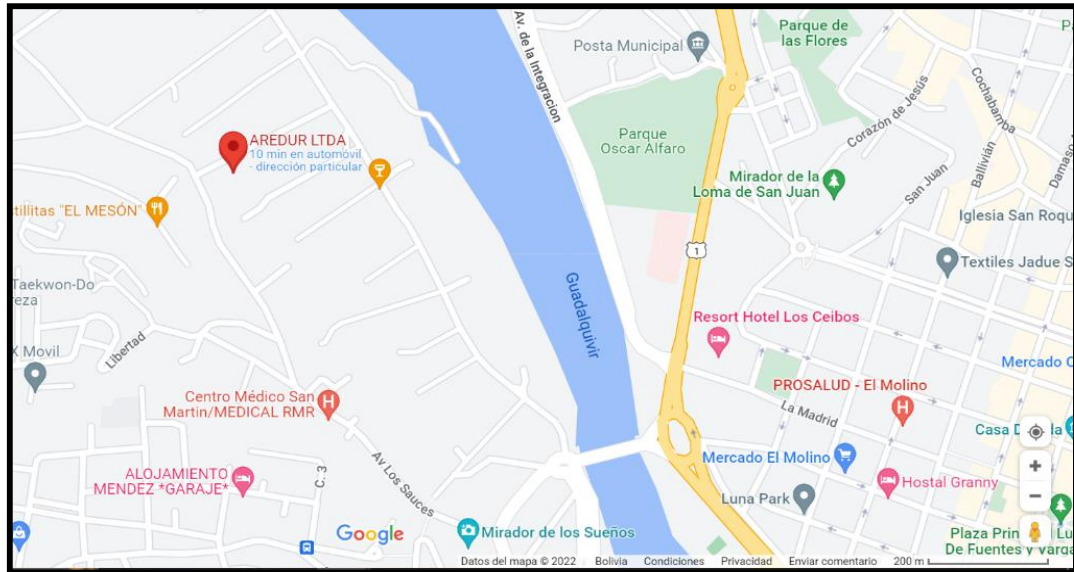 Av. de la Integracion
Posta Municipal
Parque de
las Flores
Cochabamba
Corazón de Jesús
AREDUR LTDA
10 min en automóvil
- dirección particular
Parque
Oscar Alfaro
Mirador de la
Loma de San Juan
San Juan
Ballivián
Damaso
tillitas "EL MESÓN"
Iglesia San Roqu
1
Textiles Jadue S
Taekwon-Do
eza
Guadalquivir
Libertad
Resort Hotel Los Ceibos
X Movil
Mercado C
PROSALUD - El Molino
Centro Médico San
Martin/MEDICAL RMR
La Madrid
Casa D
la
Mercado El Molino
ALOJAMIENTO
MENDEZ *GARAJE*
C. 3
Av Los Sauces
Hostal Granny
Luna Park
Google
Mirador de los Sueños
Plaza Prin
Lu
De Fuentes y Varga
Datos del mapa © 2022 Bolivia Condiciones Privacidad Enviar comentario 200 m